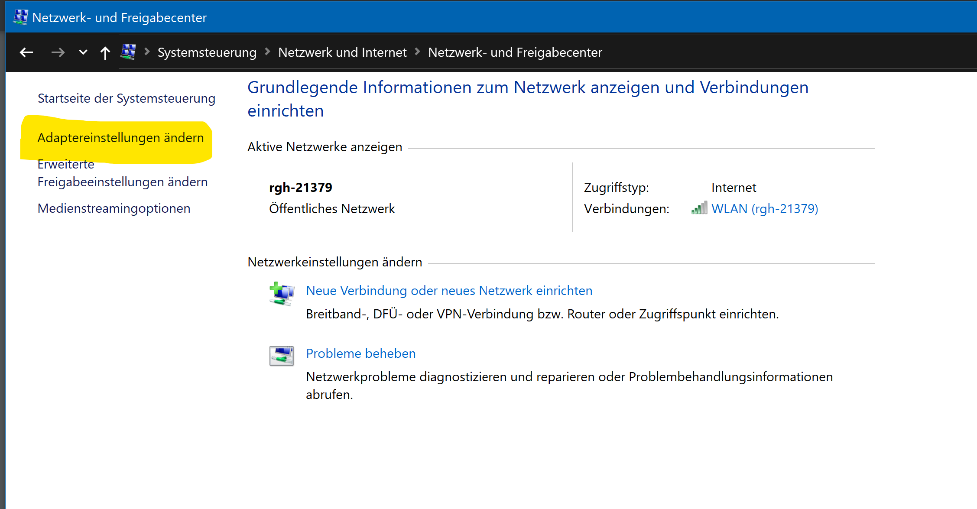 Netzwerk- und Freigabecenter
Systemsteuerung > Netzwerk und Internet > Netzwerk- und Freigabecenter
Startseite der Systemsteuerung
Adaptereinstellungen ändern
Erweiterte
Freigabeeinstellungen ändern
Medienstreamingoptionen
Grundlegende Informationen zum Netzwerk anzeigen und Verbindungen
einrichten
Aktive Netzwerke anzeigen
rgh-21379
Öffentliches Netzwerk
Zugriffstyp: Internet
Verbindungen: WLAN (rgh-21379)
Netzwerkeinstellungen ändern
Neue Verbindung oder neues Netzwerk einrichten
Breitband-, DFÜ- oder VPN-Verbindung bzw. Router oder Zugriffspunkt einrichten.
Probleme beheben
Netzwerkprobleme diagnostizieren und reparieren oder Problembehandlungsinformationen
abrufen.